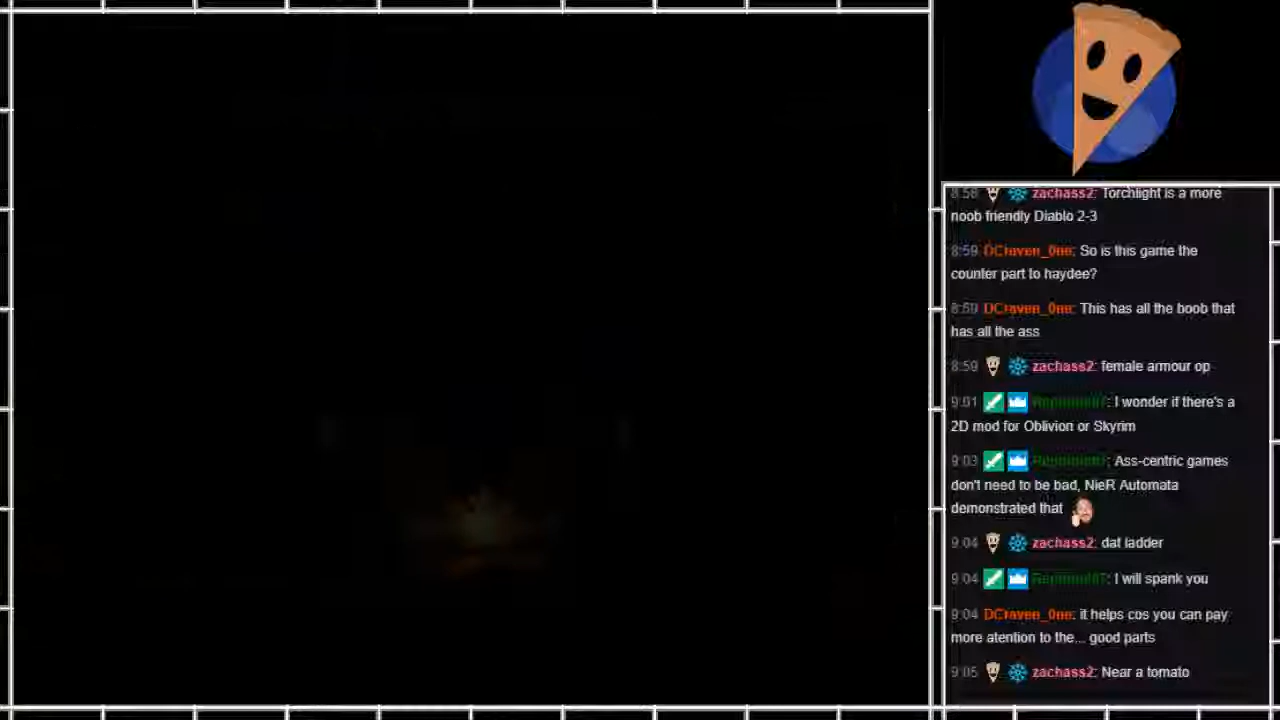 8:58 zachass2: Torchlight is a more
noob friendly Diablo 2-3
8:59 DCraven_0ne: So is this game the
counter part to haydee?
8:59 DCraven_0ne: This has all the boob that
has all the ass
8:59 zachass2: female armour op
9:01 : I wonder if there's a
2D mod for Oblivion or Skyrim
9:03 : Ass-centric games
don't need to be bad, NieR Automata
demonstrated that
9:04 zachass2: dat ladder
9:04 : I will spank you
9:04 DCraven_0ne: it helps cos you can pay
more atention to the... good parts
9:05 zachass2: Near a tomato